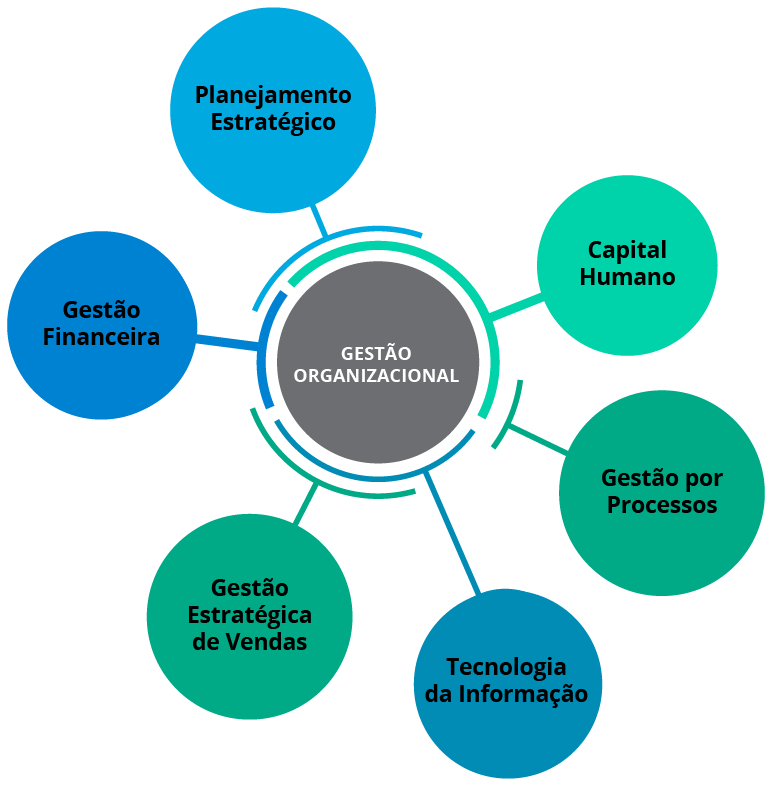 Planejamento
Estratégico
Capital
Humano
Gestão
Financeira
GESTÃO
ORGANIZACIONAL
Gestão por
Processos
Gestão
Estratégica
de Vendas
Tecnologia
da Informação